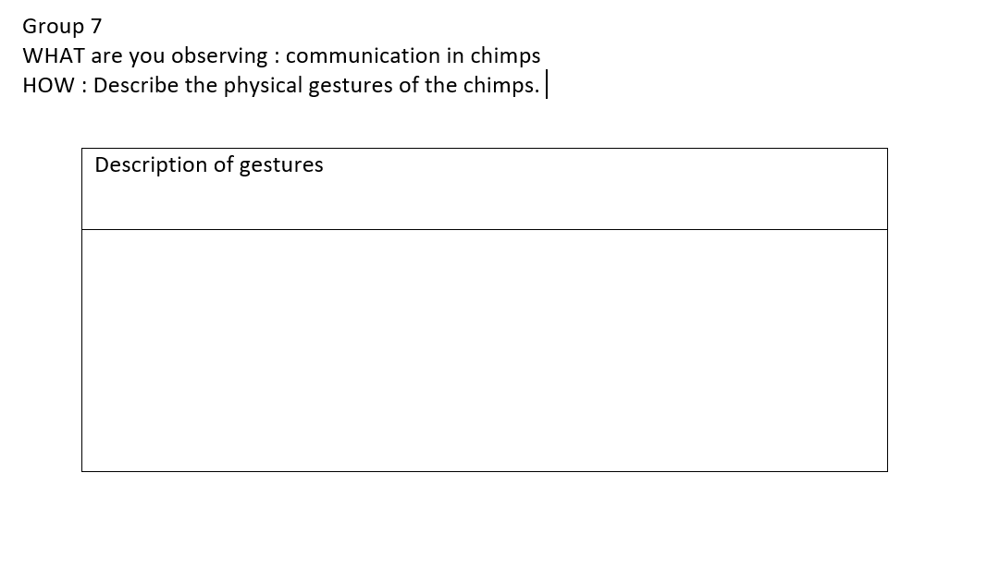 Group 7
WHAT are you observing : communication in chimps
HOW : Describe the physical gestures of the chimps.
Description of gestures